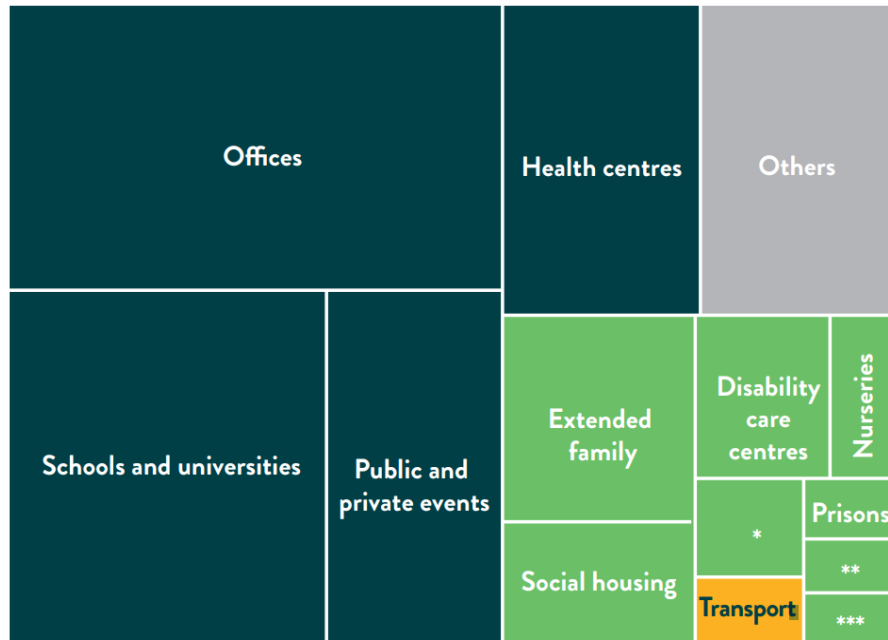 Offices
Health centres
Others
Schools and universities
Public and
private events
Extended
family
Social housing
Disability
care
centres
Nurseries
*
Prisons
**
Transport
***